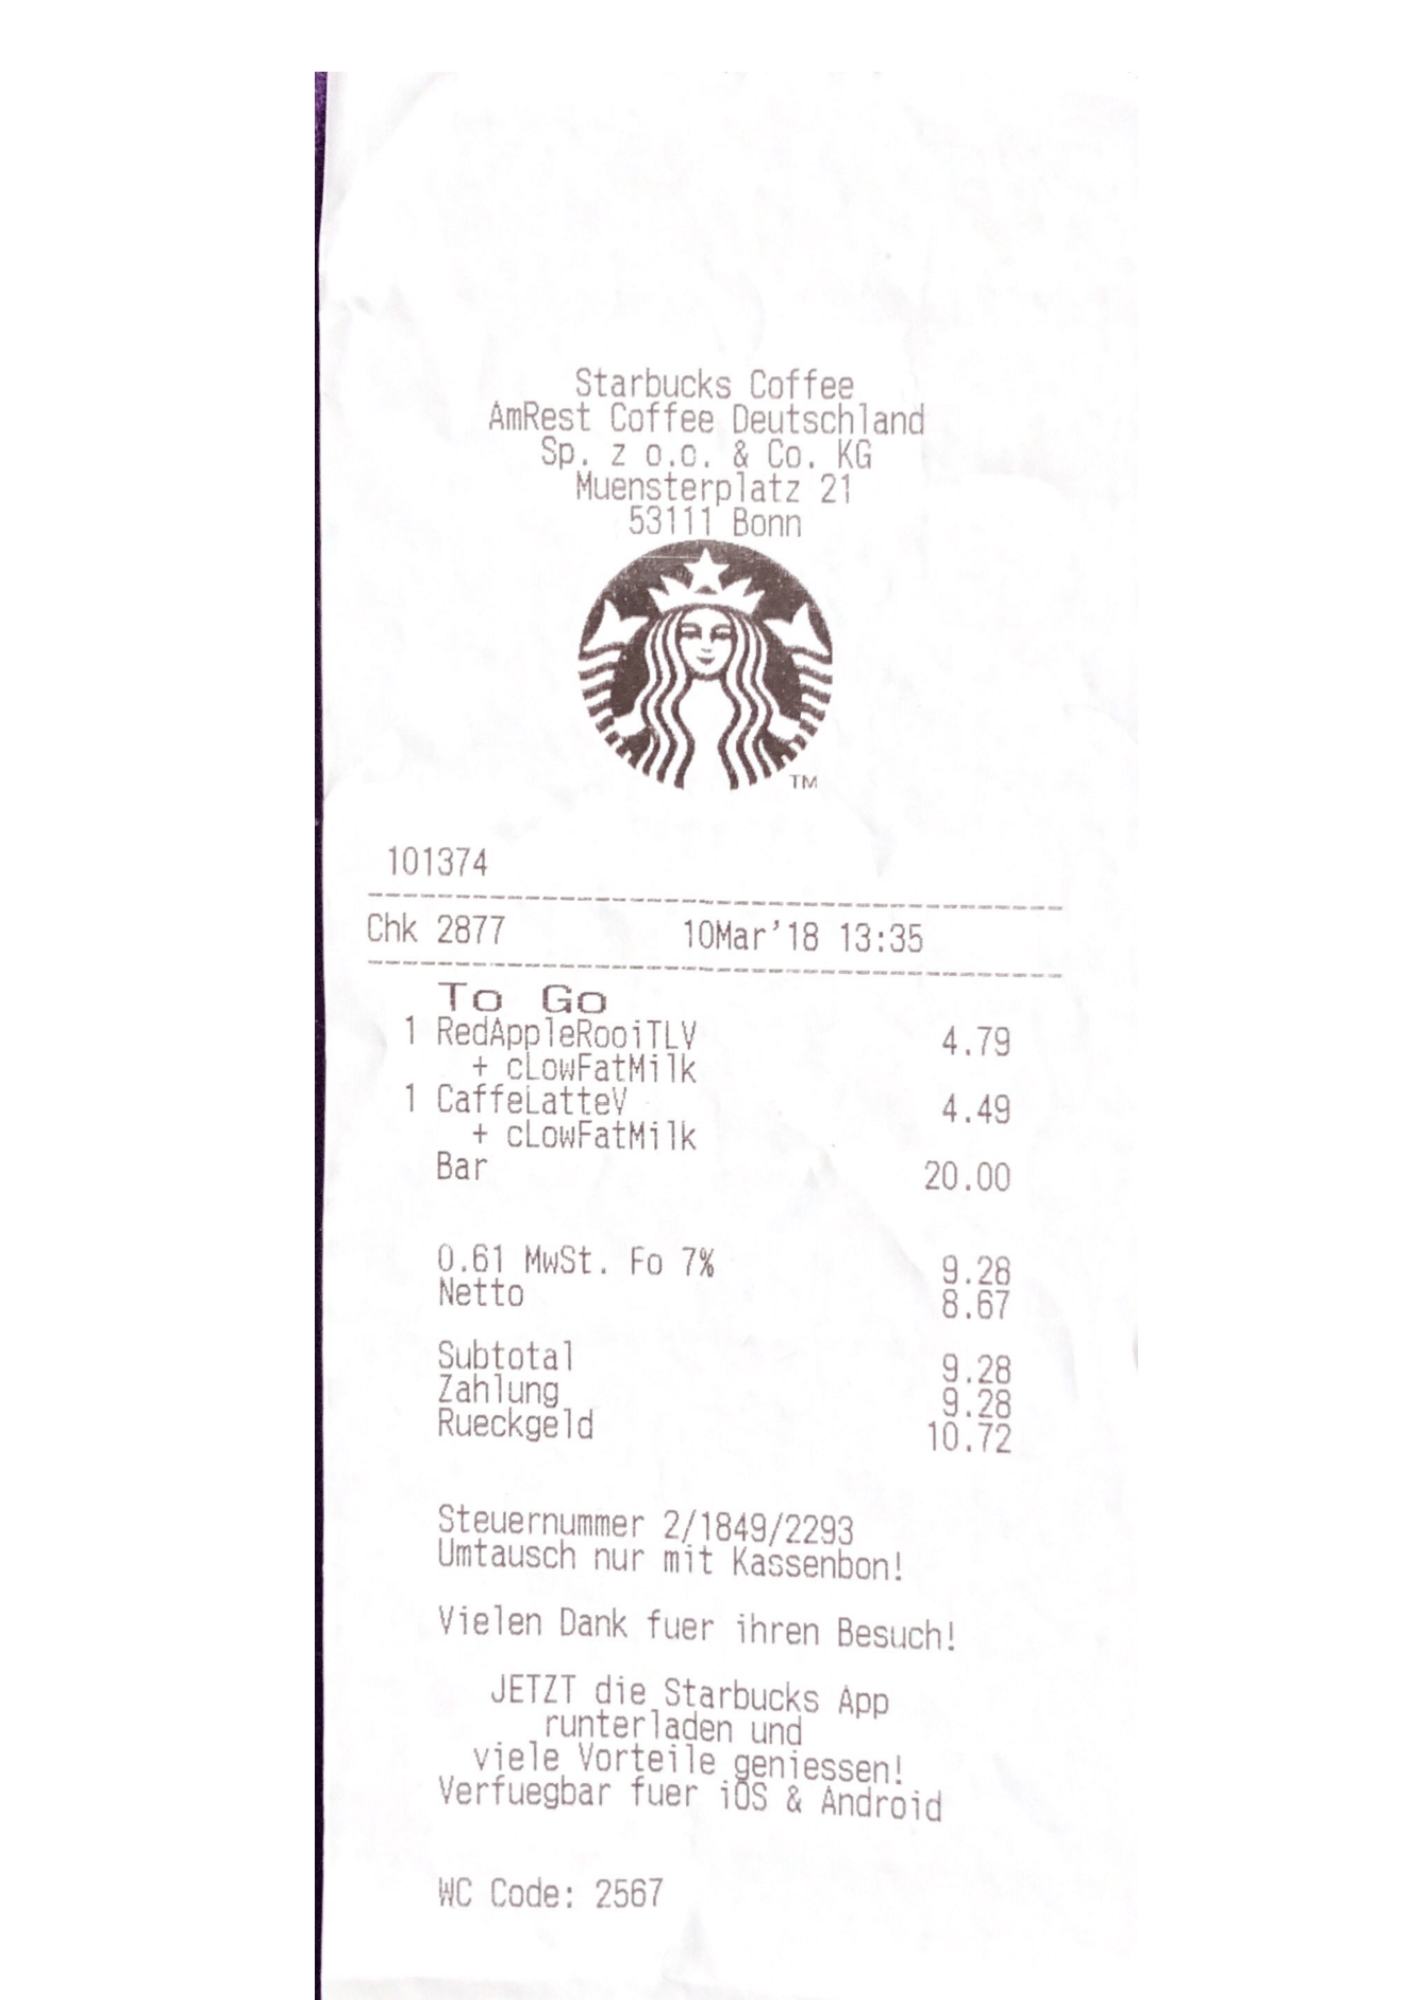 Starbucks Coffee
AmRest Coffee Deutschland
Sp. z o.o. & Co. KG
Muensterplatz 21
53111 Bonn
TM
101374
Chk 2877 10Mar'18 13:35
To Go
1 RedAppleRooiTLV 4.79
+ cLowFatMilk
1 CaffeLatteV 4.49
+ cLowFatMilk
Bar 20.00
0.61 MwSt. Fo 7% 9.28
Netto 8.67
Subtotal 9.28
Zahlung 9.28
Rueckgeld 10.72
Steuernummer 2/1849/2293
Umtausch nur mit Kassenbon!
Vielen Dank fuer ihren Besuch!
JETZT die Starbucks App
runterladen und
viele Vorteile geniessen!
Verfuegbar fuer iOS & Android
WC Code: 2567